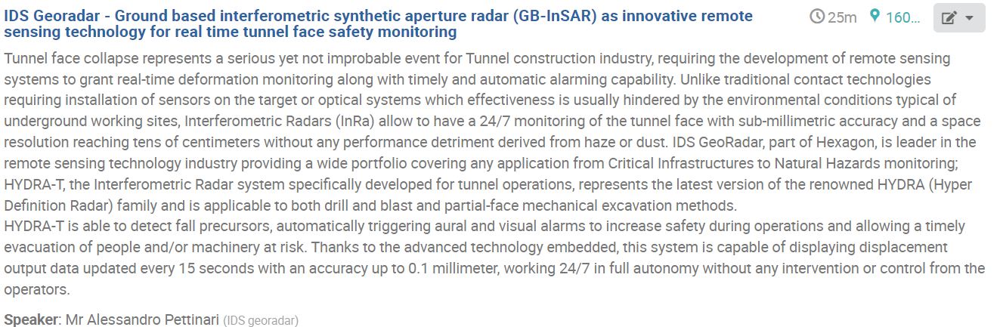 IDS Georadar - Ground based interferometric synthetic aperture radar (GB-InSAR) as innovative remote
sensing technology for real time tunnel face safety monitoring
25m 160...
Tunnel face collapse represents a serious yet not improbable event for Tunnel construction industry, requiring the development of remote sensing
systems to grant real-time deformation monitoring along with timely and automatic alarming capability. Unlike traditional contact technologies
requiring installation of sensors on the target or optical systems which effectiveness is usually hindered by the environmental conditions typical of
underground working sites, Interferometric Radars (InRa) allow to have a 24/7 monitoring of the tunnel face with sub-millimetric accuracy and a space
resolution reaching tens of centimeters without any performance detriment derived from haze or dust. IDS GeoRadar, part of Hexagon, is leader in the
remote sensing technology industry providing a wide portfolio covering any application from Critical Infrastructures to Natural Hazards monitoring;
HYDRA-T, the Interferometric Radar system specifically developed for tunnel operations, represents the latest version of the renowned HYDRA (Hyper
Definition Radar) family and is applicable to both drill and blast and partial-face mechanical excavation methods.
HYDRA-T is able to detect fall precursors, automatically triggering aural and visual alarms to increase safety during operations and allowing a timely
evacuation of people and/or machinery at risk. Thanks to the advanced technology embedded, this system is capable of displaying displacement
output data updated every 15 seconds with an accuracy up to 0.1 millimeter, working 24/7 in full autonomy without any intervention or control from the
operators.
Speaker: Mr Alessandro Pettinari (IDS georadar)